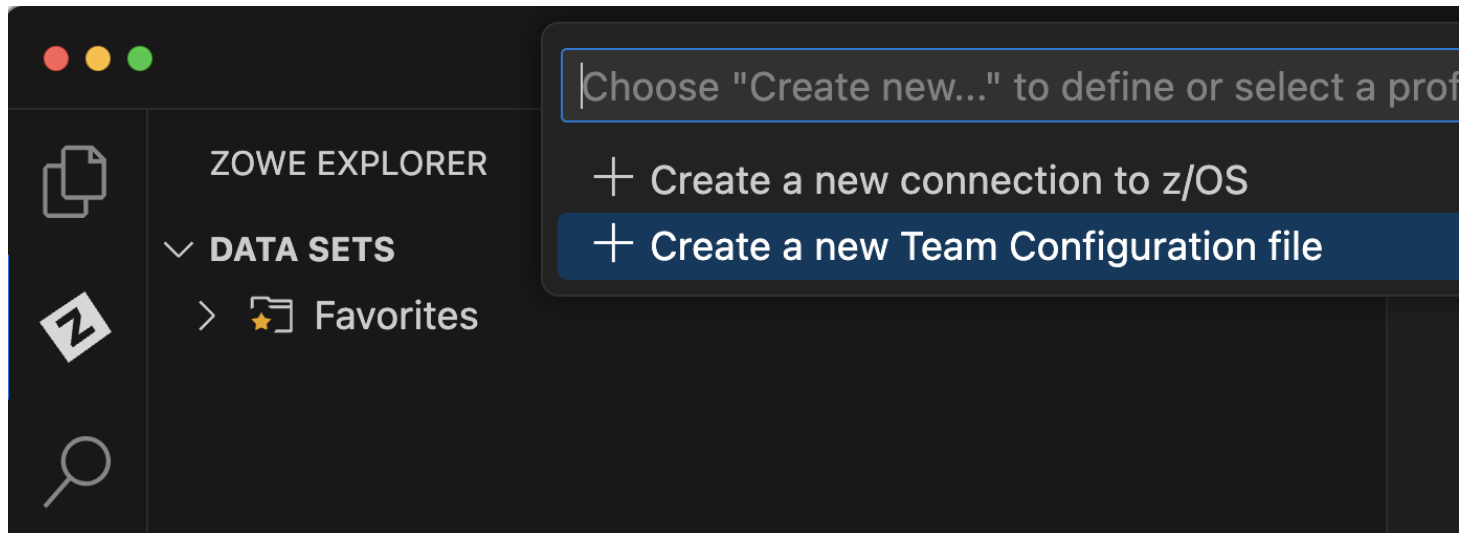 Choose "Create new..." to define or select a prof
ZOWE EXPLORER
Create a new connection to z/OS
Create a new Team Configuration file
DATA SETS
Favorites
Z